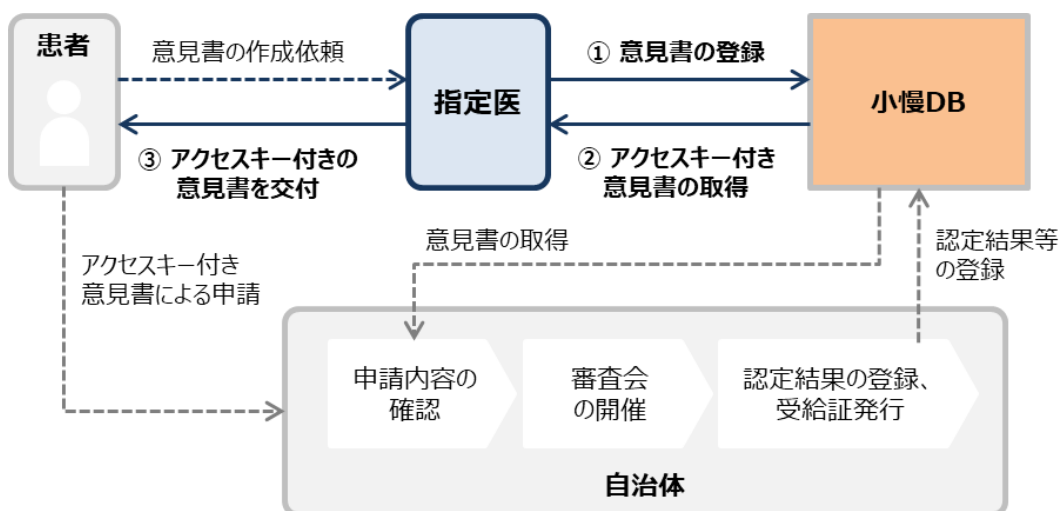 患者
意見書の作成依頼
指定医
① 意見書の登録
小慢DB
③ アクセスキー付きの
意見書を交付
② アクセスキー付き
意見書の取得
アクセスキー付き
意見書による申請
意見書の取得
認定結果等
の登録
申請内容の
確認
審査会
の開催
認定結果の登録、
受給証発行
自治体